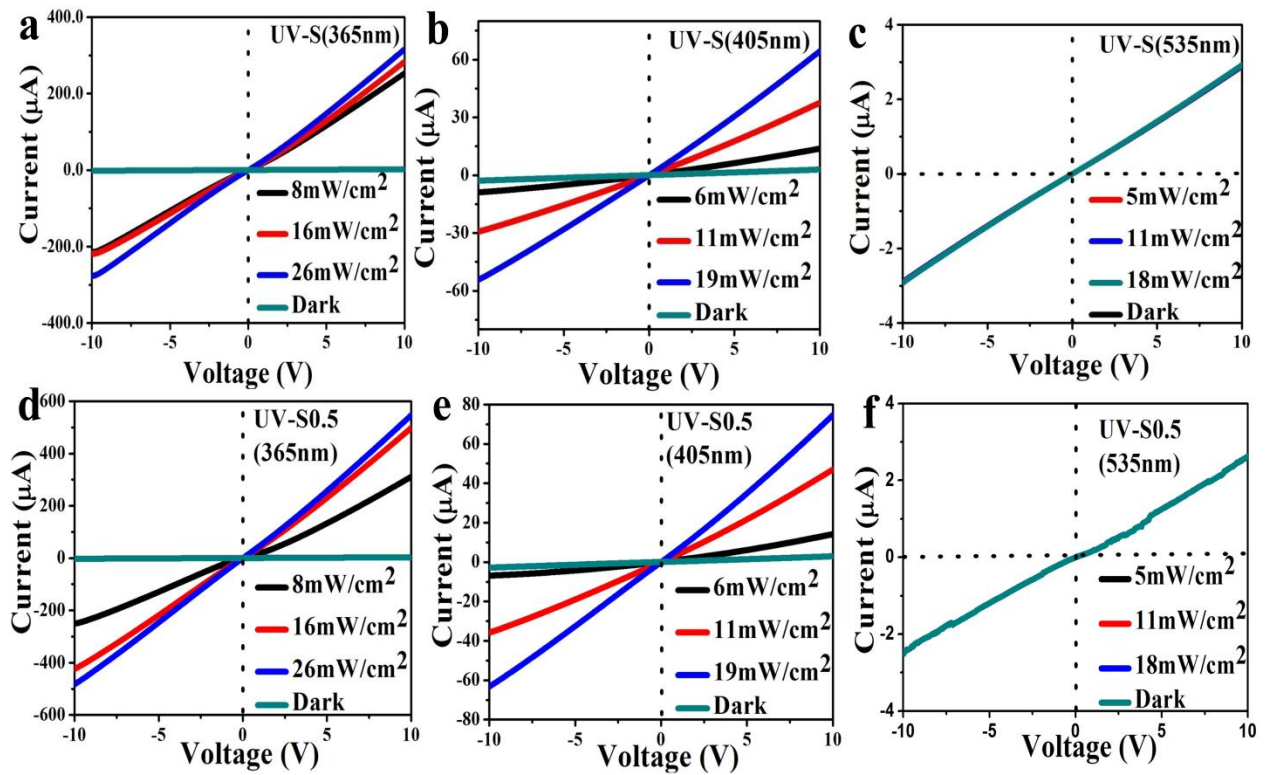 a
UV-S(365nm)
400.0
200.0
0.0
-200.0
-400.0
Current (μA)
8mW/cm²
16mW/cm²
26mW/cm²
Dark
-10 -5 0 5 10
Voltage (V)
b
UV-S(405nm)
60
30
0
-30
-60
Current (μA)
6mW/cm²
11mW/cm²
19mW/cm²
Dark
-10 -5 0 5 10
Voltage (V)
c
UV-S(535nm)
4
2
0
-2
-4
Current (μA)
5mW/cm²
11mW/cm²
18mW/cm²
Dark
-10 -5 0 5 10
Voltage (V)
d
UV-S0.5
(365nm)
600
400
200
0
-200
-400
-600
Current (μA)
8mW/cm²
16mW/cm²
26mW/cm²
Dark
-10 -5 0 5 10
Voltage (V)
e
UV-S0.5
(405nm)
80
60
40
20
0
-20
-40
-60
-80
Current (μA)
6mW/cm²
11mW/cm²
19mW/cm²
Dark
-10 -5 0 5 10
Voltage (V)
f
UV-S0.5
(535nm)
4
2
0
-2
-4
Current (μA)
5mW/cm²
11mW/cm²
18mW/cm²
Dark
-10 -5 0 5 10
Voltage (V)